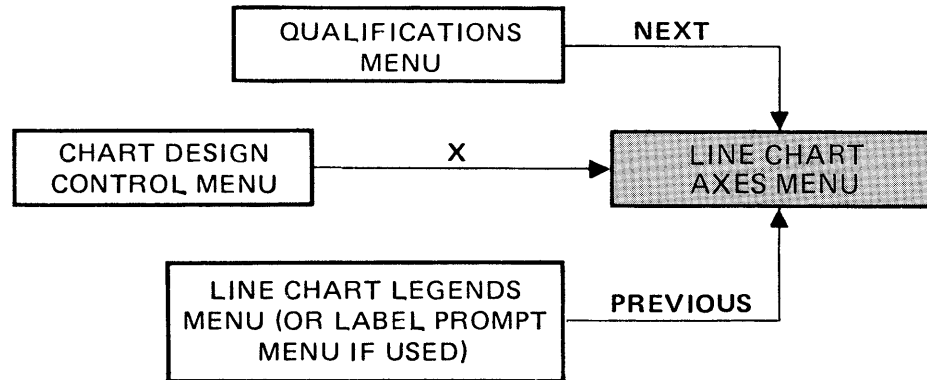 QUALIFICATIONS
MENU
NEXT
CHART DESIGN
CONTROL MENU
X
LINE CHART
AXES MENU
LINE CHART LEGENDS
MENU (OR LABEL PROMPT
MENU IF USED)
PREVIOUS